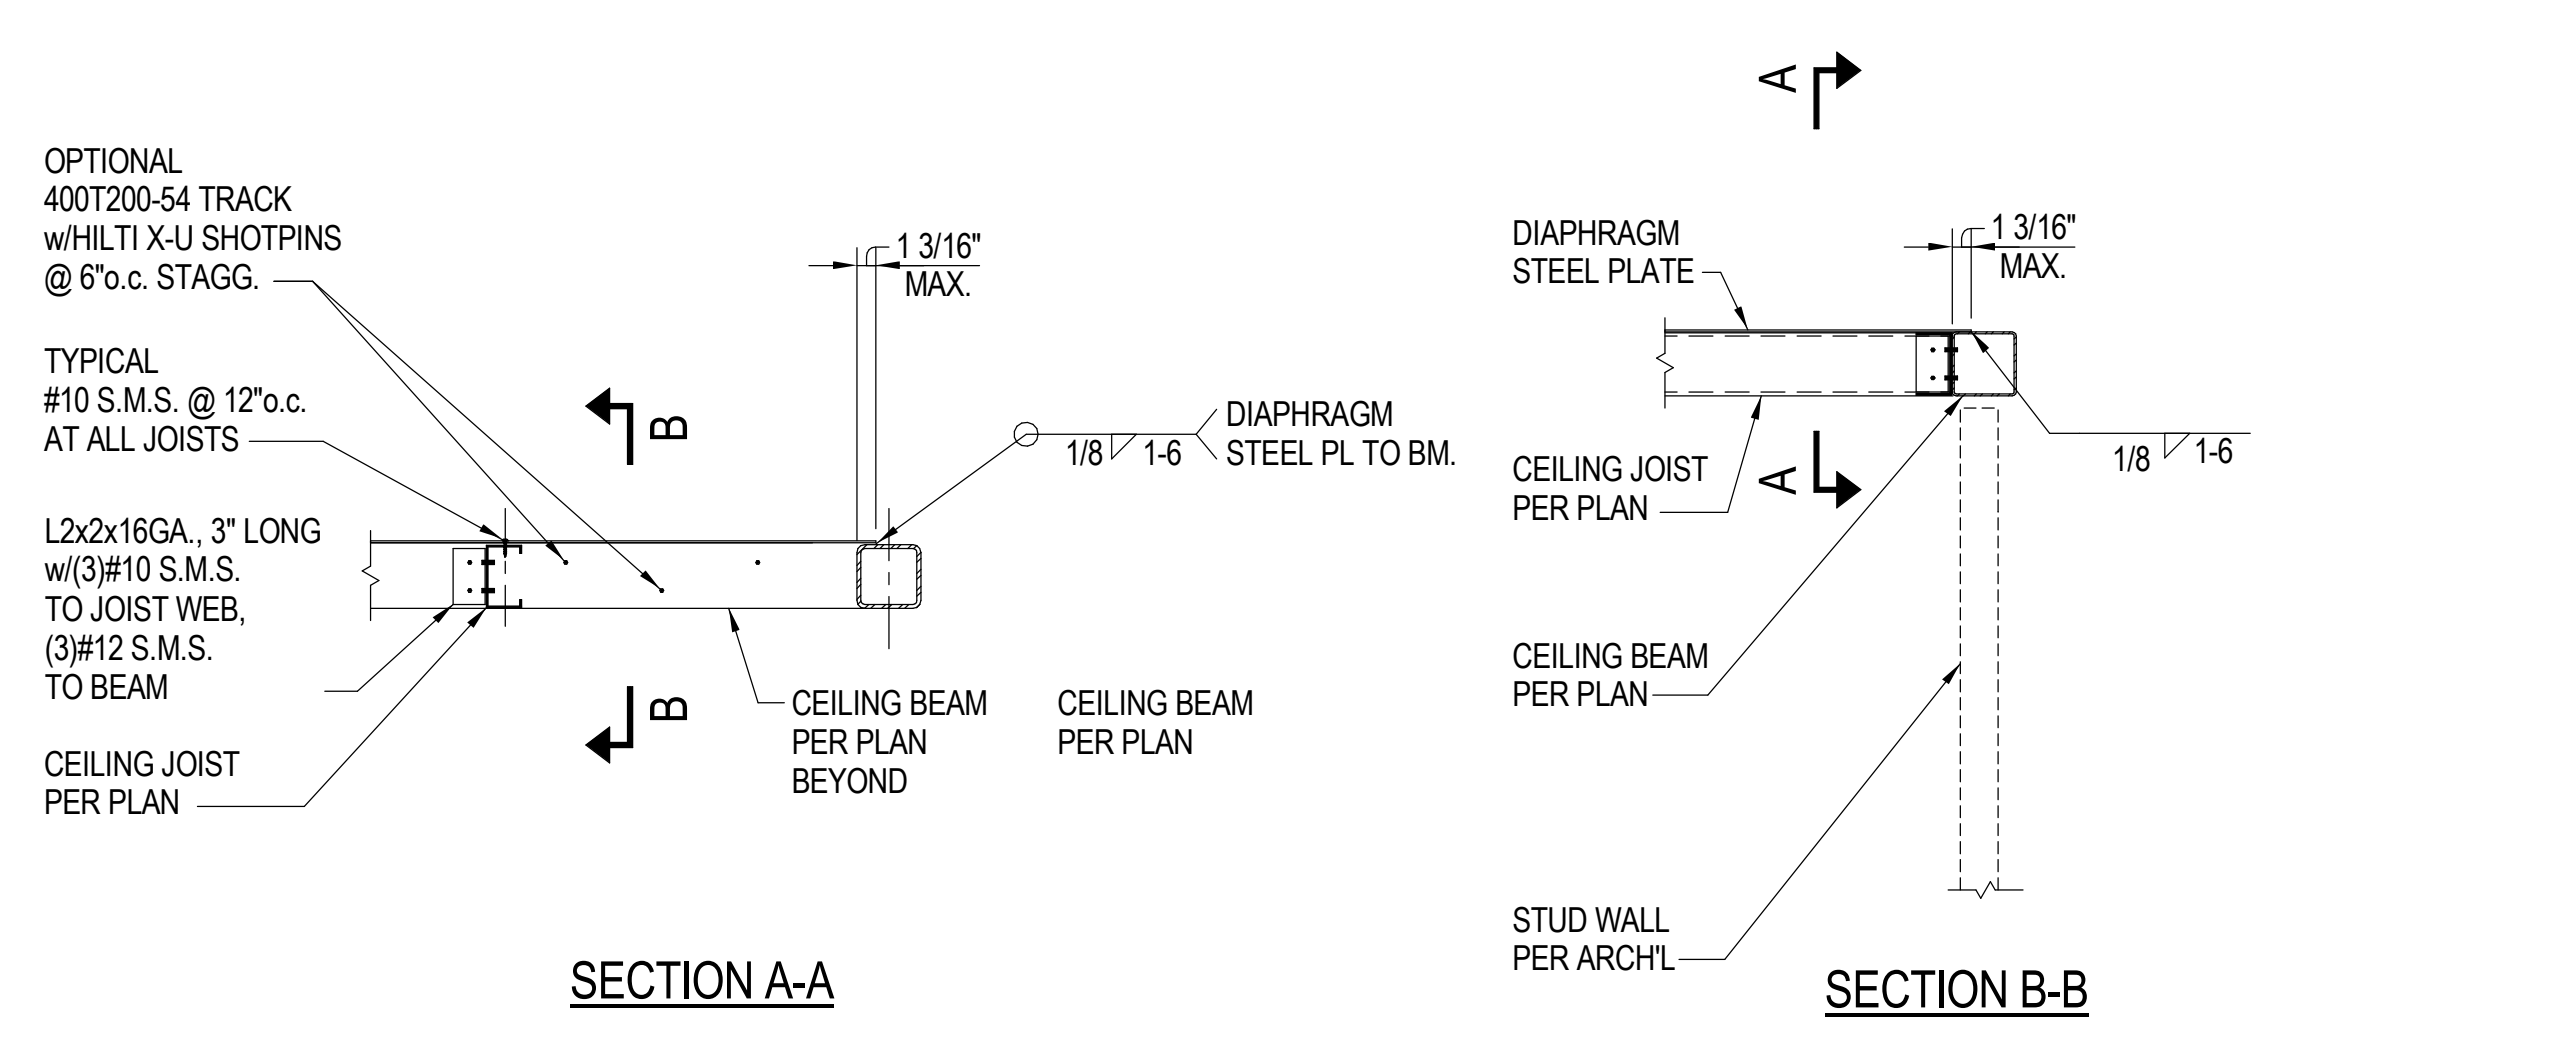 OPTIONAL
400T200-54 TRACK
w/HILTI X-U SHOTPINS
@ 6"o.c. STAGG.
TYPICAL
#10 S.M.S. @ 12"o.c.
AT ALL JOISTS
L2x2x16GA., 3" LONG
w/(3)#10 S.M.S.
TO JOIST WEB,
(3)#12 S.M.S.
TO BEAM
CEILING JOIST
PER PLAN
B
B
1 3/16"
MAX.
1/8 1-6
DIAPHRAGM
STEEL PL TO BM.
CEILING BEAM
PER PLAN
BEYOND
CEILING BEAM
PER PLAN
SECTION A-A
A
A
DIAPHRAGM
STEEL PLATE
1 3/16"
MAX.
CEILING JOIST
PER PLAN
1/8 1-6
CEILING BEAM
PER PLAN
STUD WALL
PER ARCH'L
SECTION B-B